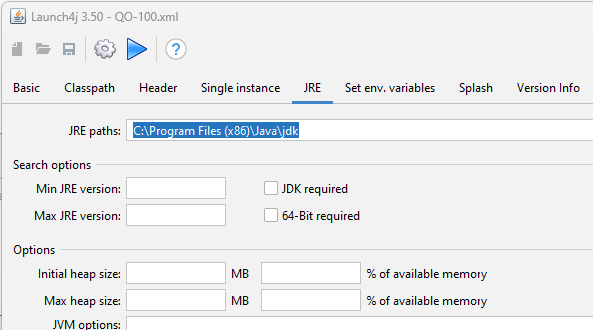 Launch4j 3.50 - QO-100.xml
?
Basic Classpath Header Single instance JRE Set env. variables Splash Version Info
JRE paths: C:\Program Files (x86)\Java\jdk
Search options
Min JRE version: JDK required
Max JRE version: 64-Bit required
Options
Initial heap size: MB % of available memory
Max heap size: MB % of available memory
JVM options: